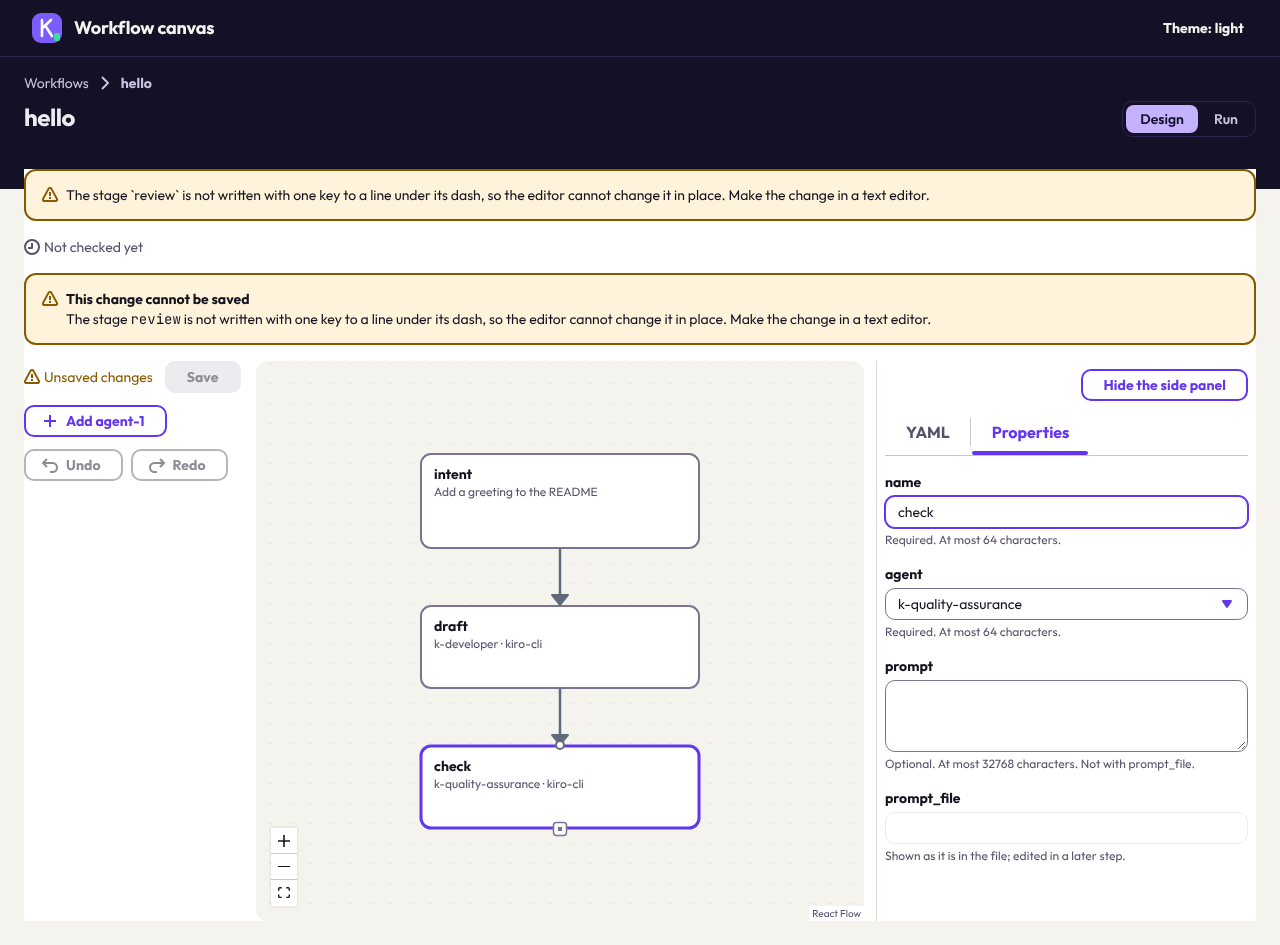 Workflow canvas
Theme: light
Workflows
hello
hello
Design
Run
The stage `review` is not written with one key to a line under its dash, so the editor cannot change it in place. Make the change in a text editor.
Not checked yet
This change cannot be saved
The stage review is not written with one key to a line under its dash, so the editor cannot change it in place. Make the change in a text editor.
Unsaved changes
Save
Add agent-1
Undo
Redo
intent
Add a greeting to the README
draft
k-developer · kiro-cli
check
k-quality-assurance · kiro-cli
React Flow
Hide the side panel
YAML
Properties
name
check
Required. At most 64 characters.
agent
k-quality-assurance
Required. At most 64 characters.
prompt
Optional. At most 32768 characters. Not with prompt_file.
prompt_file
Shown as it is in the file; edited in a later step.